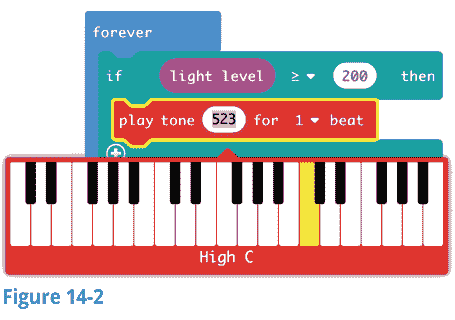 forever
if light level ≥ 200 then
play tone 523 for 1 beat
High C
Figure 14-2